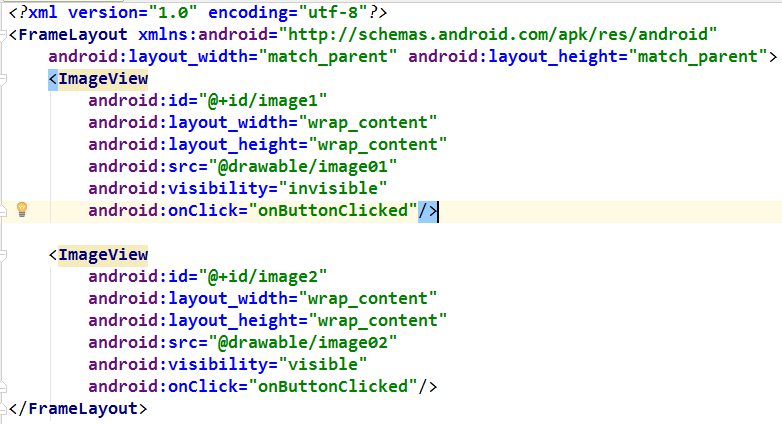 <?xml version="1.0" encoding="utf-8"?>
<FrameLayout xmlns:android="http://schemas.android.com/apk/res/android"
    android:layout_width="match_parent" android:layout_height="match_parent">
    <ImageView
        android:id="@+id/image1"
        android:layout_width="wrap_content"
        android:layout_height="wrap_content"
        android:src="@drawable/image01"
        android:visibility="invisible"
        android:onClick="onButtonClicked"/>

    <ImageView
        android:id="@+id/image2"
        android:layout_width="wrap_content"
        android:layout_height="wrap_content"
        android:src="@drawable/image02"
        android:visibility="visible"
        android:onClick="onButtonClicked"/>
</FrameLayout>